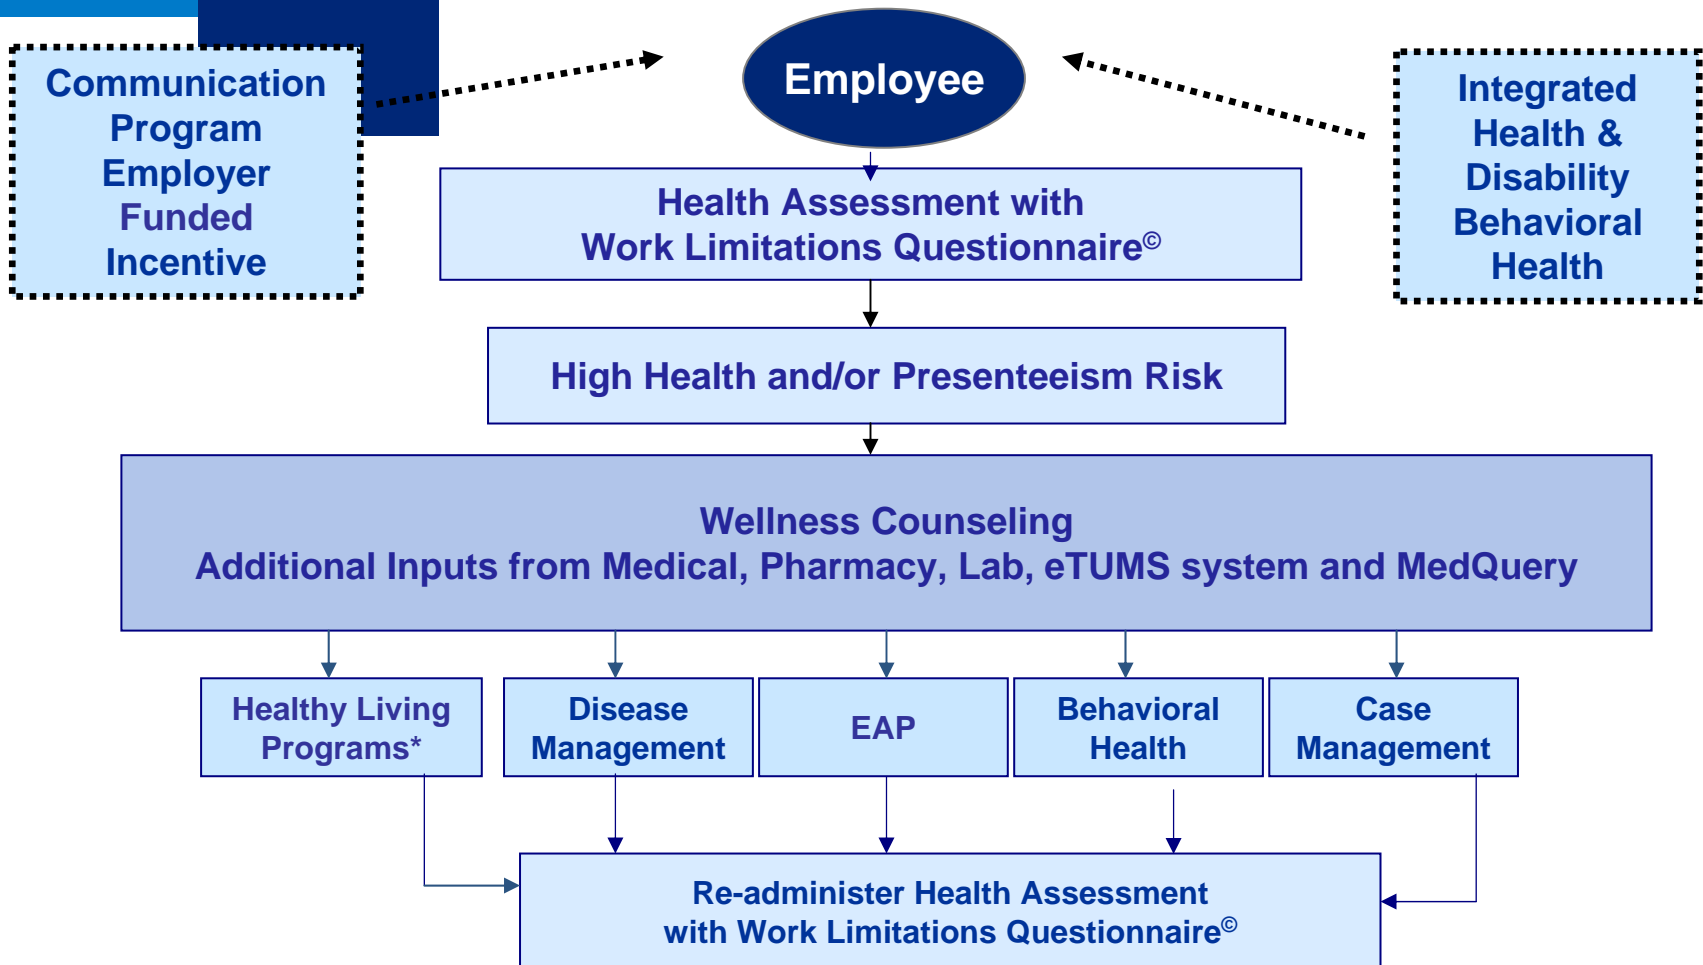 Communication
Program
Employer
Funded
Incentive
Employee
Integrated
Health &
Disability
Behavioral
Health
Health Assessment with
Work Limitations Questionnaire©
High Health and/or Presenteeism Risk
Wellness Counseling
Additional Inputs from Medical, Pharmacy, Lab, eTUMS system and MedQuery
Healthy Living
Programs*
Disease
Management
EAP
Behavioral
Health
Case
Management
Re-administer Health Assessment
with Work Limitations Questionnaire©